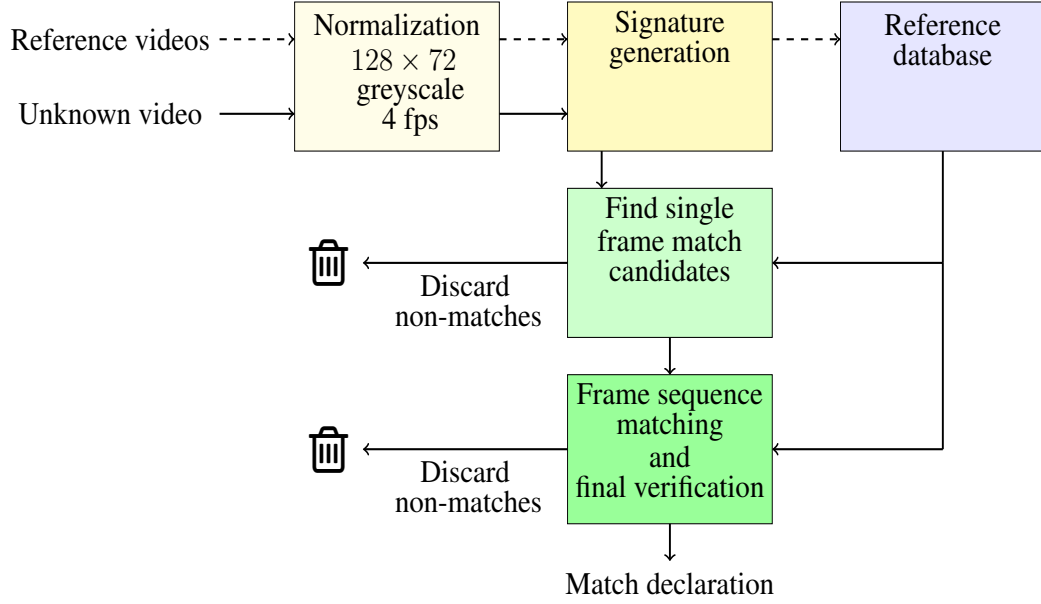 Reference videos
Unknown video
Normalization
128 × 72
greyscale
4 fps
Signature
generation
Reference
database
Find single
frame match
candidates
Discard
non-matches
Frame sequence
matching
and
final verification
Discard
non-matches
Match declaration